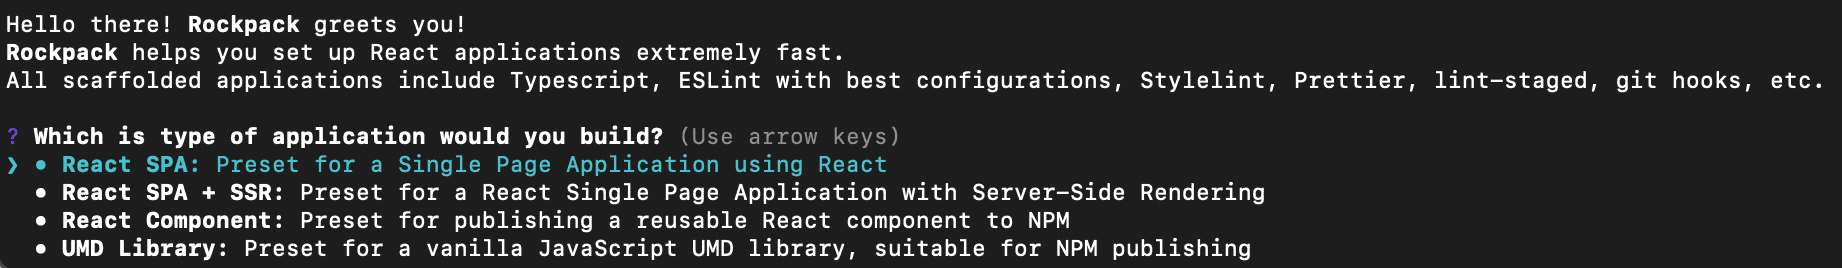 Hello there! Rockpack greets you!
Rockpack helps you set up React applications extremely fast.
All scaffolded applications include Typescript, ESLint with best configurations, Stylelint, Prettier, lint-staged, git hooks, etc.
? Which is type of application would you build? (Use arrow keys)
❯ • React SPA: Preset for a Single Page Application using React
• React SPA + SSR: Preset for a React Single Page Application with Server-Side Rendering
• React Component: Preset for publishing a reusable React component to NPM
• UMD Library: Preset for a vanilla JavaScript UMD library, suitable for NPM publishing